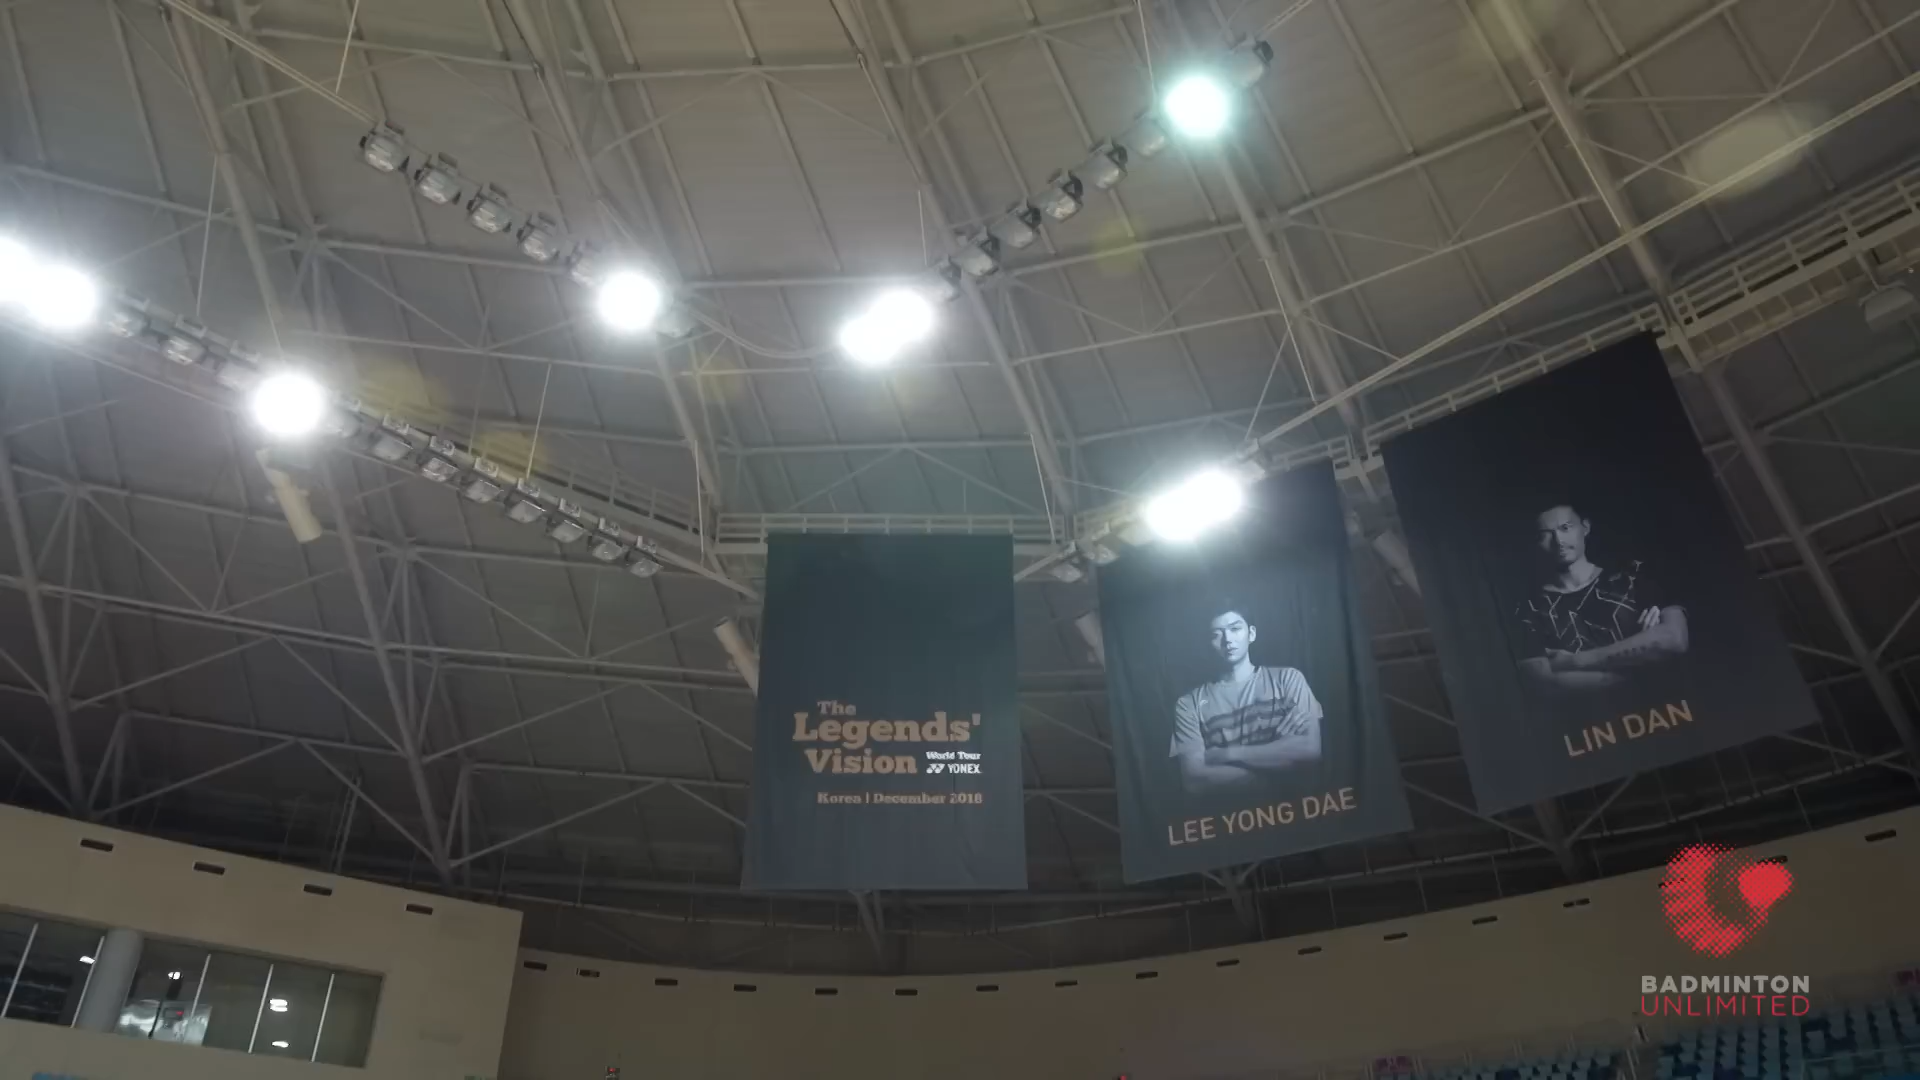 The
Legends'
Vision
World Tour
YONEX
Korea | December 2018
LEE YONG DAE
LIN DAN
BADMINTON
UNLIMITED